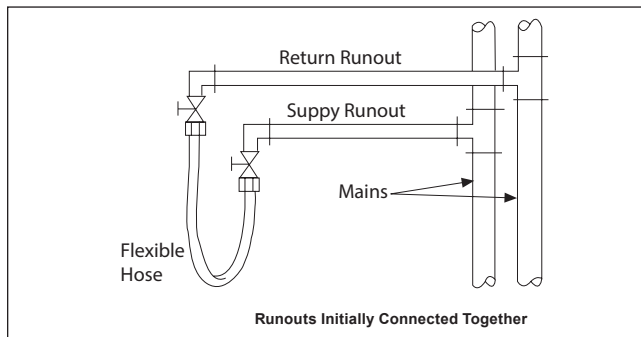 Return Runout
Suppy Runout
Mains
Flexible
Hose
Runouts Initially Connected Together